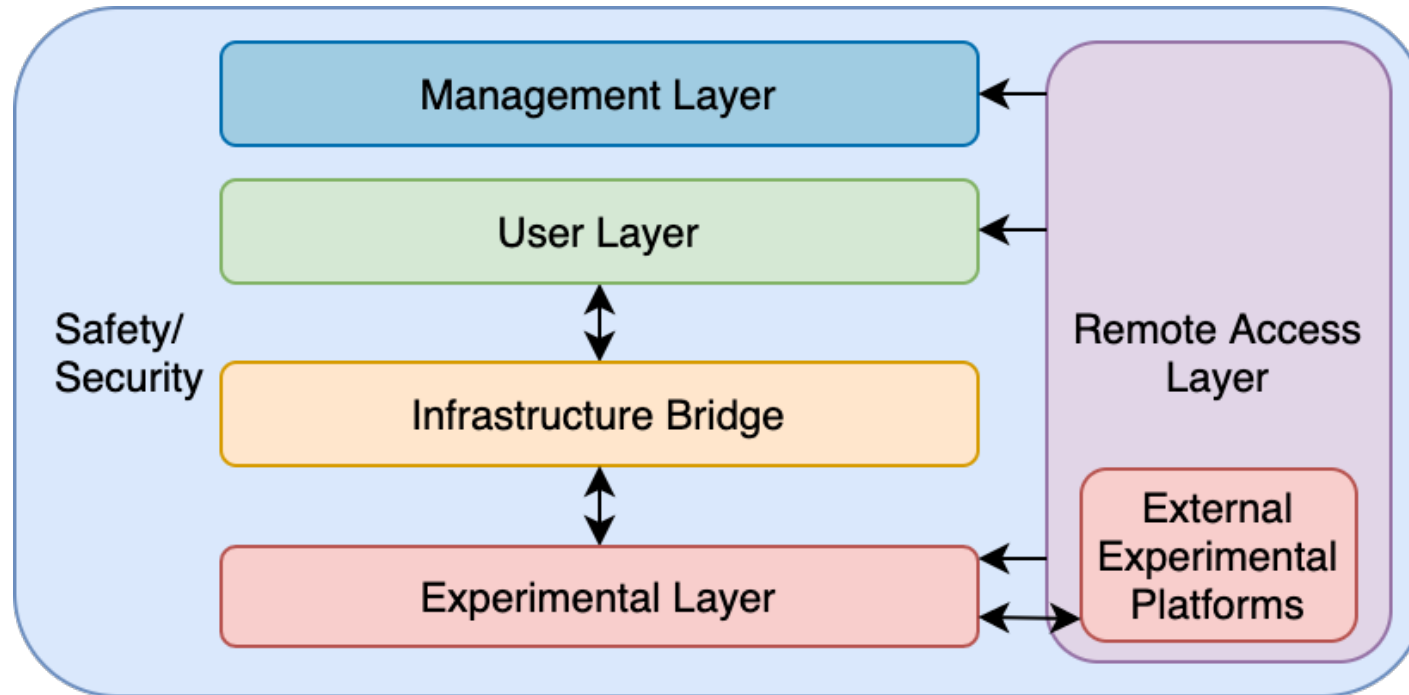 Management Layer
User Layer
Safety/
Security
Remote Access
Layer
Infrastructure Bridge
External
Experimental
Platforms
Experimental Layer